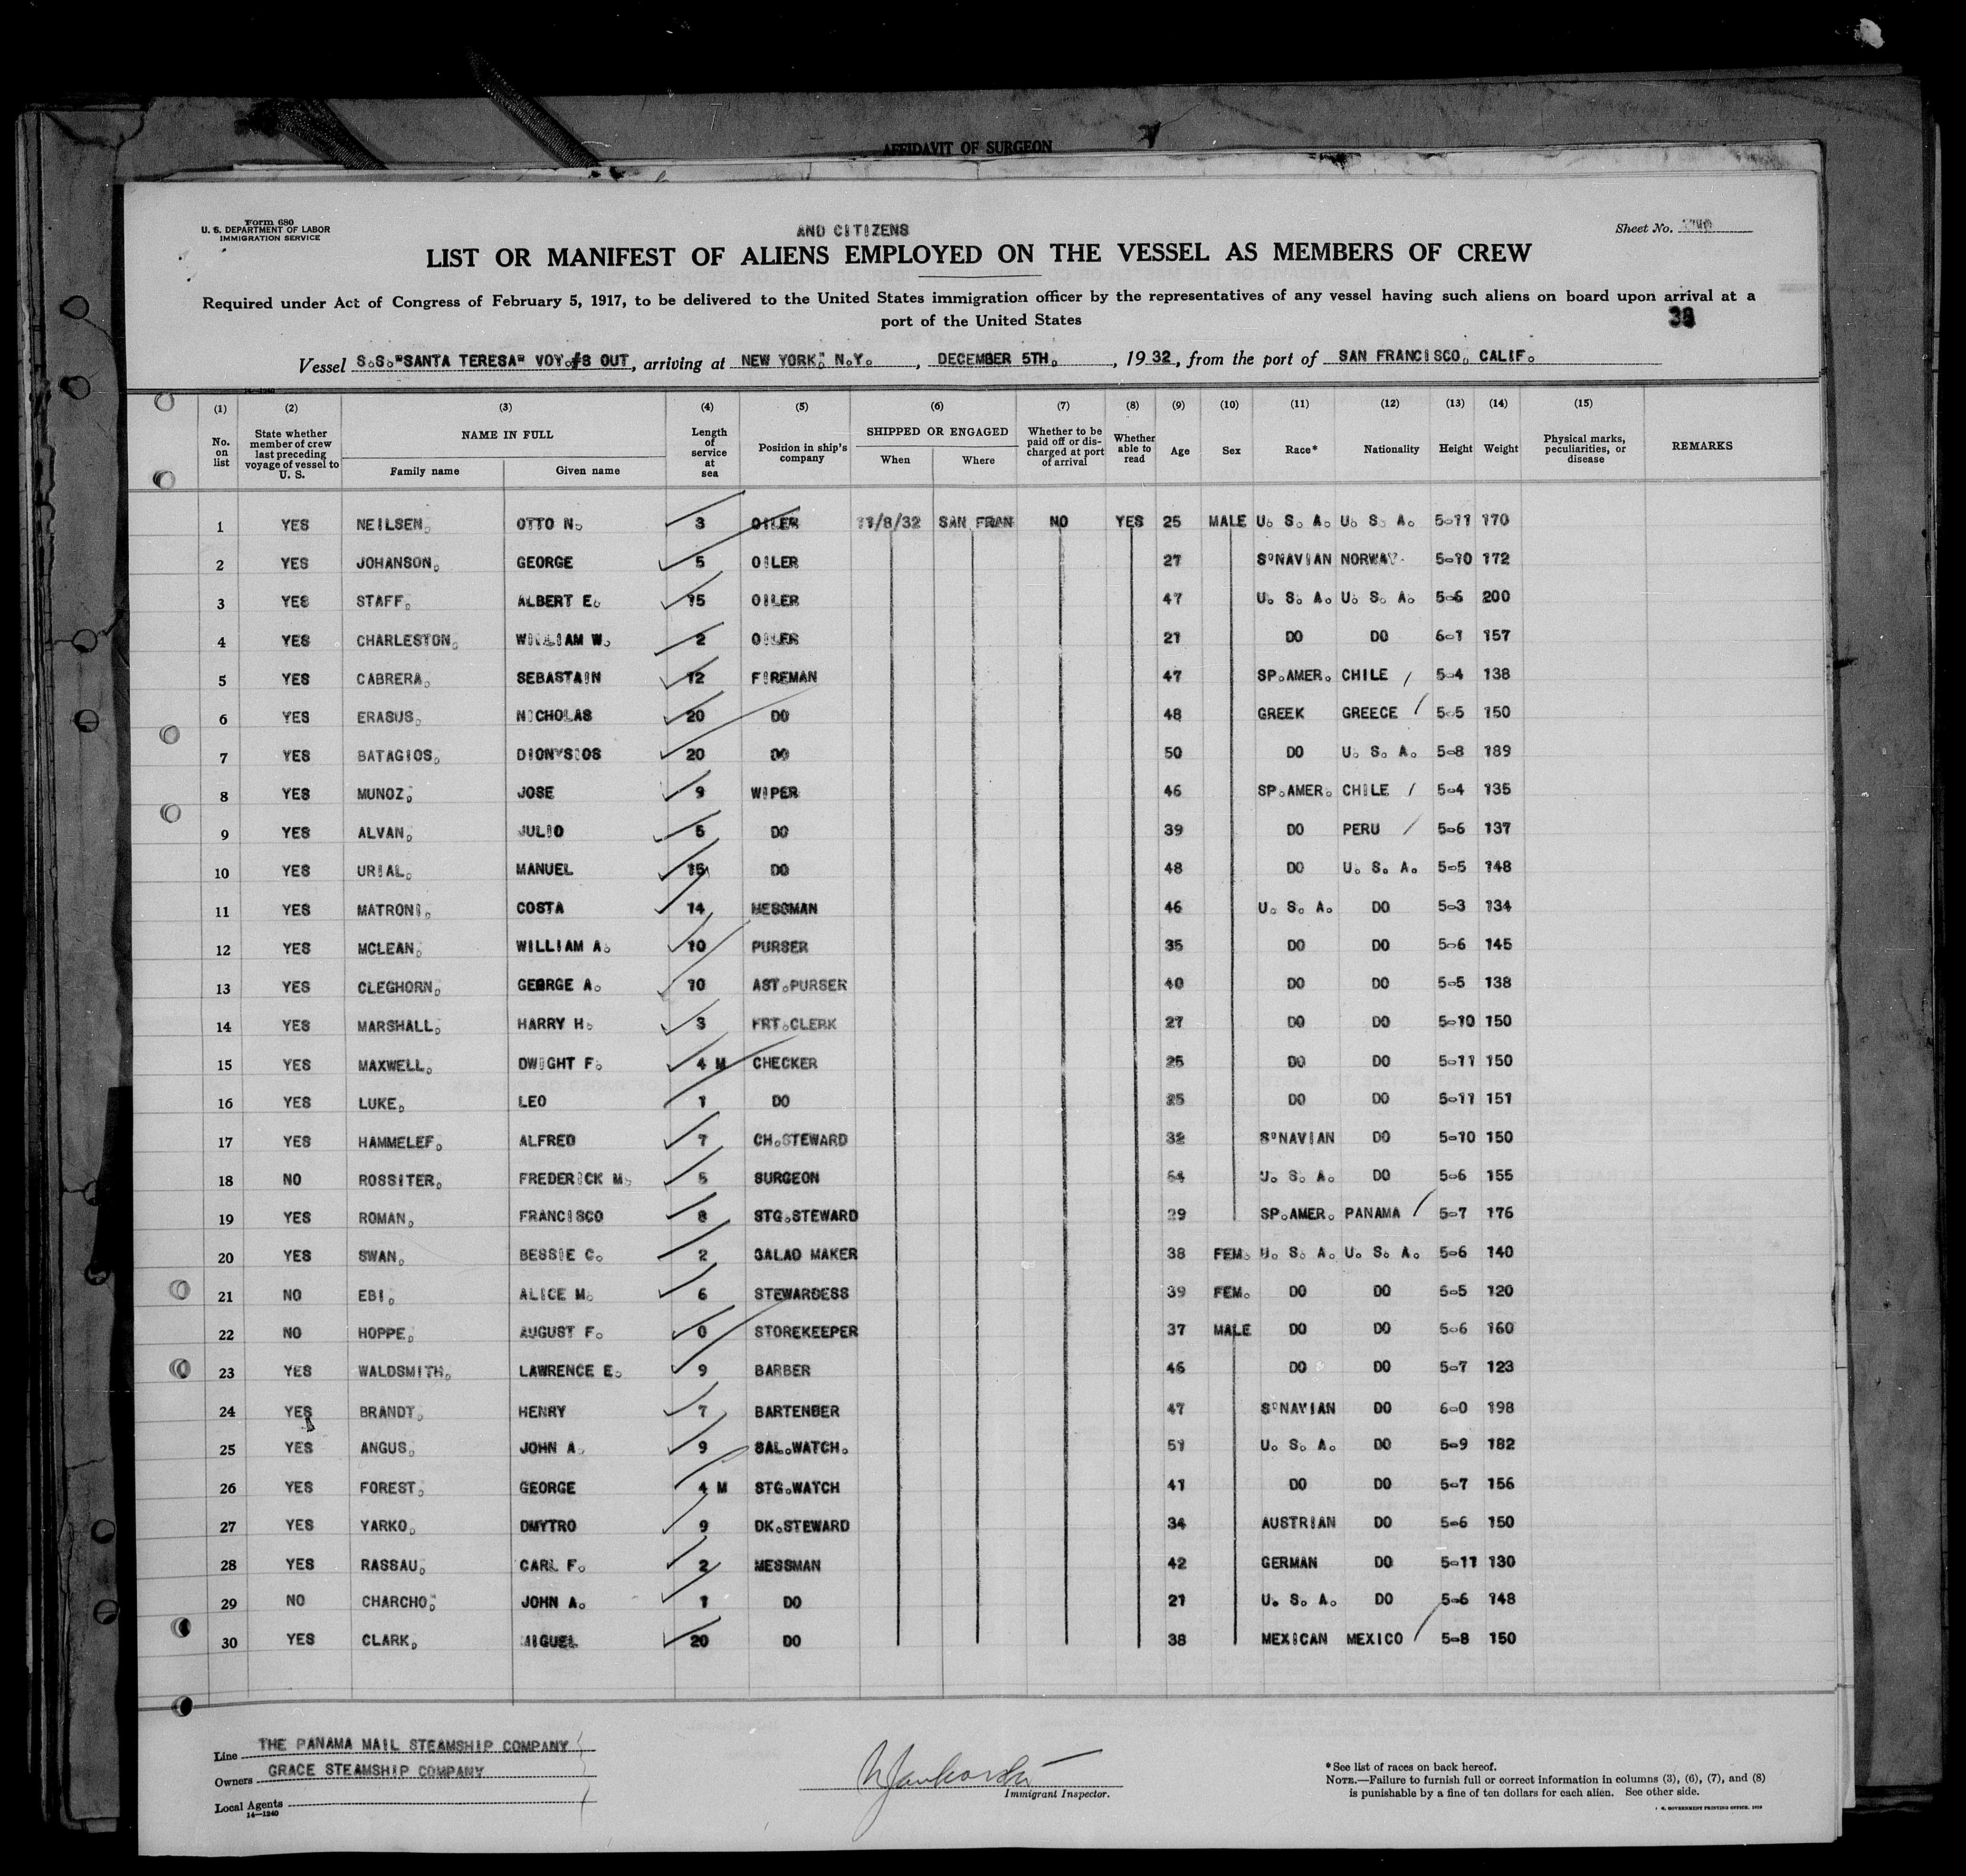 AFFIDAVIT OF SURGEON
Form 680
U. S. DEPARTMENT OF LABOR
IMMIGRATION SERVICE
AND CITIZENS
Sheet No.
LIST OR MANIFEST OF ALIENS EMPLOYED ON THE VESSEL AS MEMBERS OF CREW
Required under Act of Congress of February 5, 1917, to be delivered to the United States immigration officer by the representatives of any vessel having such aliens on board upon arrival at a
port of the United States
38
Vessel S.S."SANTA TERESA" VOY.#8 OUT, arriving at NEW YORK, N.Y., DECEMBER 5TH., 1932, from the port of SAN FRANCISCO, CALIF.
14—1240
(1) (2) (3) (4) (5) (6) (7) (8) (9) (10) (11) (12) (13) (14) (15)
No. on list State whether member of crew last preceding voyage of vessel to U. S. NAME IN FULL Family name Given name Length of service at sea Position in ship's company SHIPPED OR ENGAGED When Where Whether to be paid off or discharged at port of arrival Whether able to read Age Sex Race* Nationality Height Weight Physical marks, peculiarities, or disease REMARKS
1 YES NEILSEN, OTTO N. 3 OILER 11/8/32 SAN FRAN NO YES 25 MALE U. S. A. U. S. A. 5-11 170
2 YES JOHANSON, GEORGE 5 OILER 27 S'NAVIAN NORWAY 5-10 172
3 YES STAFF, ALBERT E. 15 OILER 47 U. S. A. U. S. A. 5-6 200
4 YES CHARLESTON, WILLIAM W. 2 OILER 21 DO DO 6-1 157
5 YES CABRERA, SEBASTAIN 12 FIREMAN 47 SP.AMER. CHILE 5-4 138
6 YES ERASUS, NICHOLAS 20 DO 48 GREEK GREECE 5-5 150
7 YES BATAGIOS, DIONYSIOS 20 DO 50 DO U. S. A. 5-8 189
8 YES MUNOZ, JOSE 9 WIPER 46 SP.AMER. CHILE 5-4 135
9 YES ALVAN, JULIO 5 DO 39 DO PERU 5-6 137
10 YES URIAL, MANUEL 15 DO 48 DO U. S. A. 5-5 148
11 YES MATRONI, COSTA 14 MESSMAN 46 U. S. A. DO 5-3 134
12 YES MCLEAN, WILLIAM A. 10 PURSER 35 DO DO 5-6 145
13 YES CLEGHORN, GEORGE A. 10 AST.PURSER 40 DO DO 5-5 138
14 YES MARSHALL, HARRY H. 3 FRT.CLERK 27 DO DO 5-10 150
15 YES MAXWELL, DWIGHT F. 4 M CHECKER 25 DO DO 5-11 150
16 YES LUKE, LEO 1 DO 25 DO DO 5-11 151
17 YES HAMMELEF, ALFRED 7 CH.STEWARD 32 S'NAVIAN DO 5-10 150
18 NO ROSSITER, FREDERICK M. 5 SURGEON 54 U. S. A. DO 5-6 155
19 YES ROMAN, FRANCISCO 8 STG.STEWARD 29 SP.AMER. PANAMA 5-7 176
20 YES SWAN, BESSIE C. 2 SALAD MAKER 38 FEM. U. S. A. U. S. A. 5-6 140
21 NO EBI, ALICE M. 6 STEWARDESS 39 FEM. DO DO 5-5 120
22 NO HOPPE, AUGUST F. 0 STOREKEEPER 37 MALE DO DO 5-6 160
23 YES WALDSMITH, LAWRENCE E. 9 BARBER 46 DO DO 5-7 123
24 YES BRANDT, HENRY 7 BARTENBER 47 S'NAVIAN DO 6-0 198
25 YES ANGUS, JOHN A. 9 SAL.WATCH. 51 U. S. A. DO 5-9 182
26 YES FOREST, GEORGE 4 M STG.WATCH 41 DO DO 5-7 156
27 YES YARKO, DMYTRO 9 DK.STEWARD 34 AUSTRIAN DO 5-6 150
28 YES RASSAU, CARL F. 2 MESSMAN 42 GERMAN DO 5-11 130
29 NO CHARCHO, JOHN A. 1 DO 21 U. S. A. DO 5-6 148
30 YES CLARK, MIGUEL 20 DO 38 MEXICAN MEXICO 5-8 150
Line THE PANAMA MAIL STEAMSHIP COMPANY
Owners GRACE STEAMSHIP COMPANY
Local Agents
14—1240
Immigrant Inspector.
*See list of races on back hereof.
NOTE.—Failure to furnish full or correct information in columns (3), (6), (7), and (8)
is punishable by a fine of ten dollars for each alien. See other side.
GOVERNMENT PRINTING OFFICE